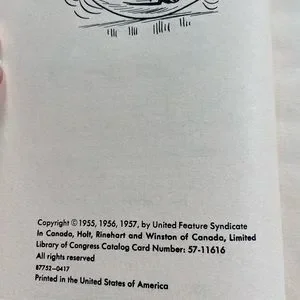 Copyright © 1955, 1956, 1957, by United Feature Syndicate
In Canada, Holt, Rinehart and Winston of Canada, Limited
Library of Congress Catalog Card Number: 57-11616
All rights reserved
87752-0417
Printed in the United States of America